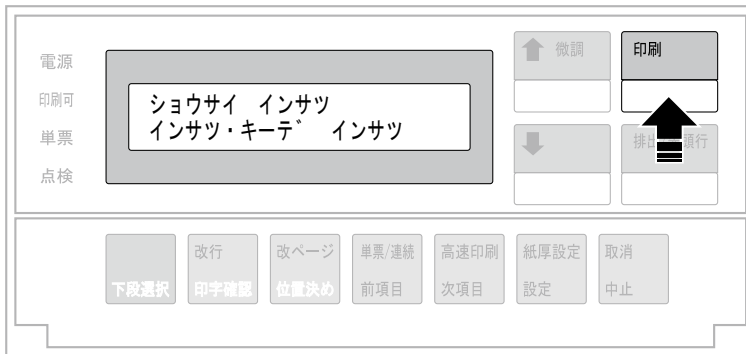 電源
印刷可
単票
点検
ショウサイ インサツ
インサツ・キーデ インサツ
微調
印刷
排出 頭行
改行
改ページ
単票/連続
高速印刷
紙厚設定
取消
下段選択
印字確認
位置決め
前項目
次項目
設定
中止